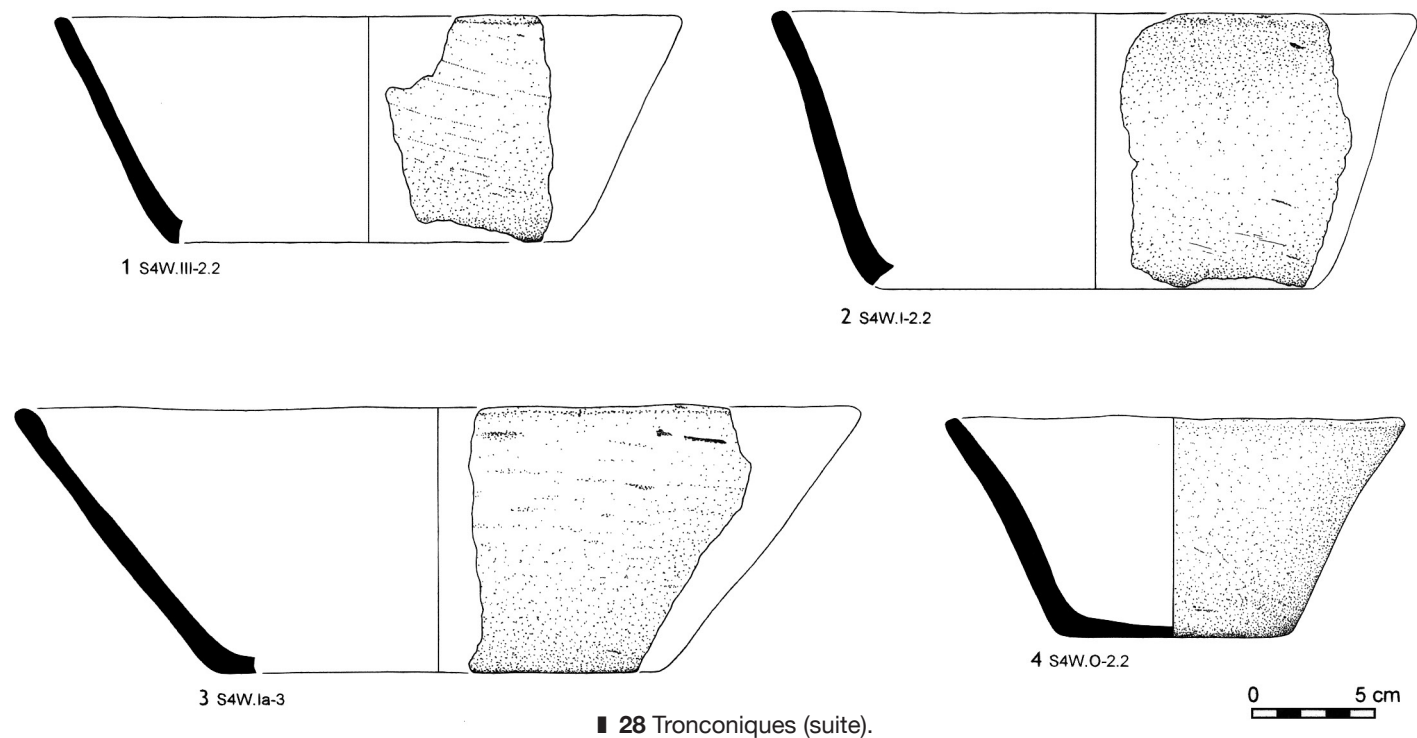 1 S4W.III-2.2
2 S4W.I-2.2
3 S4W.Ia-3
4 S4W.O-2.2
0 5 cm
28 Tronconiques (suite).